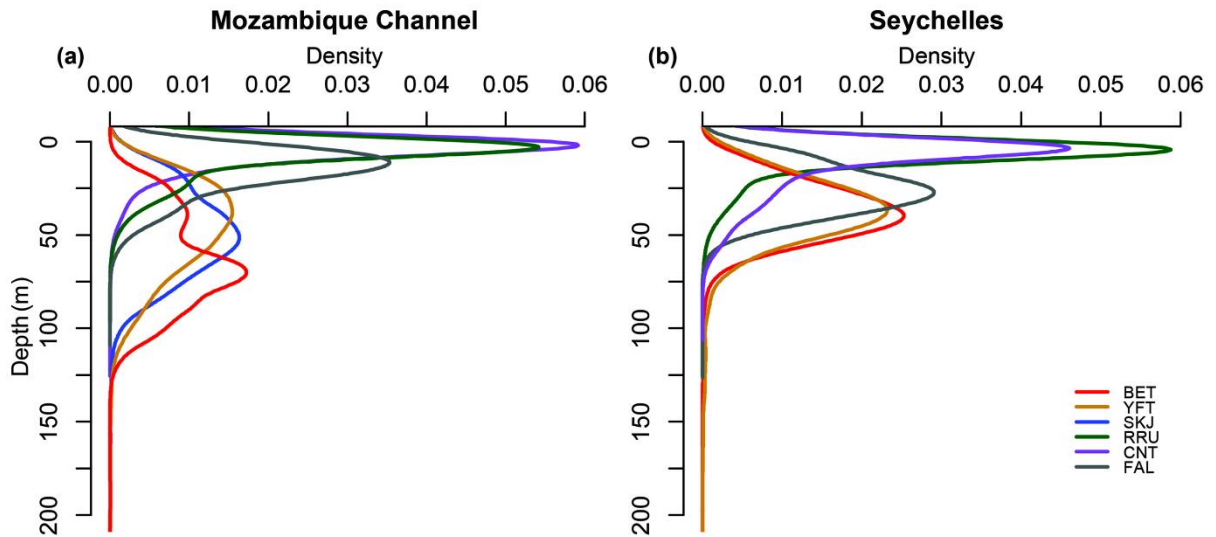 Mozambique Channel
(a)
Density
0.00 0.01 0.02 0.03 0.04 0.05 0.06
Depth (m)
0
50
100
150
200
Seychelles
(b)
Density
0.00 0.01 0.02 0.03 0.04 0.05 0.06
0
50
100
150
200
BET
YFT
SKJ
RRU
CNT
FAL